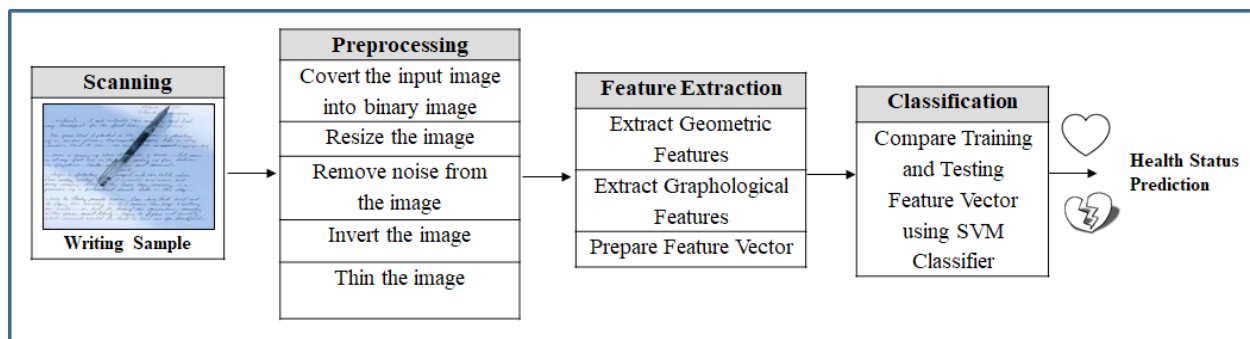 Scanning
Writing Sample
Preprocessing
Covert the input image
into binary image
Resize the image
Remove noise from
the image
Invert the image
Thin the image
Feature Extraction
Extract Geometric
Features
Extract Graphological
Features
Prepare Feature Vector
Classification
Compare Training
and Testing
Feature Vector
using SVM
Classifier
Health Status
Prediction